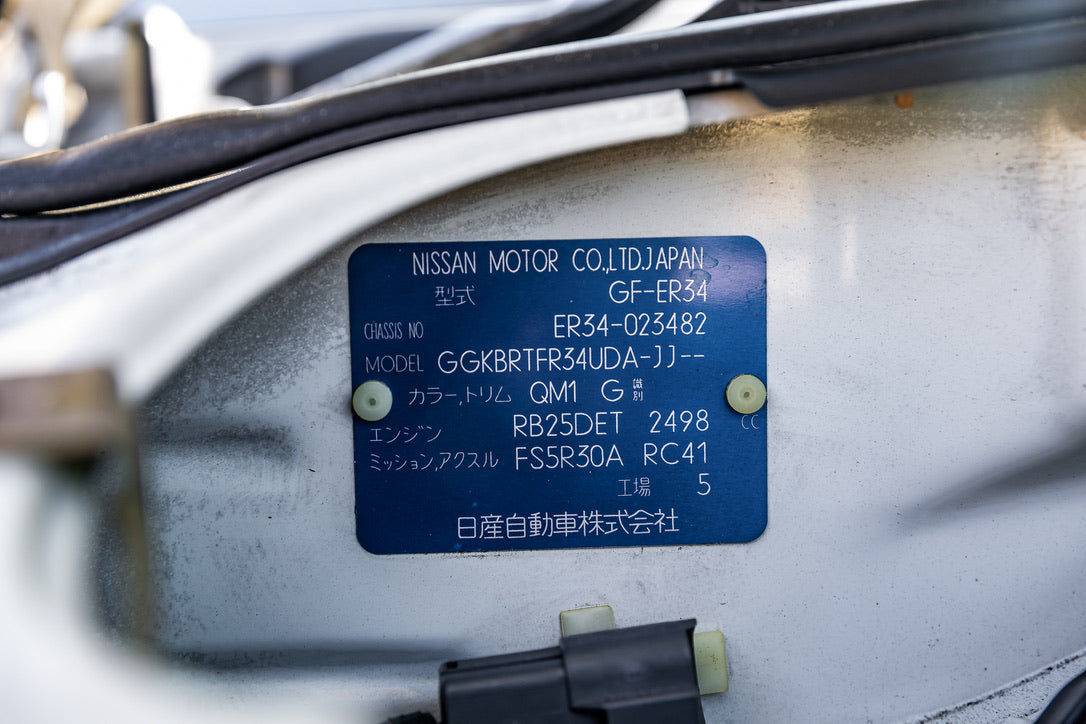 NISSAN MOTOR CO.,LTD.JAPAN
型式 GF-ER34
CHASSIS NO ER34-023482
MODEL GGKBRTFR34UDA-JJ--
カラー,トリム QM1 G 識別
エンジン RB25DET 2498 CC
ミッション,アクスル FS5R30A RC41
工場 5
日産自動車株式会社